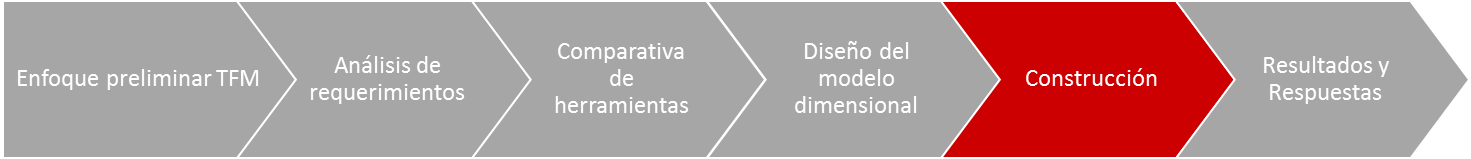 Enfoque preliminar TFM
Análisis de
requerimientos
Comparativa
de
herramientas
Diseño del
modelo
dimensional
Construcción
Resultados y
Respuestas